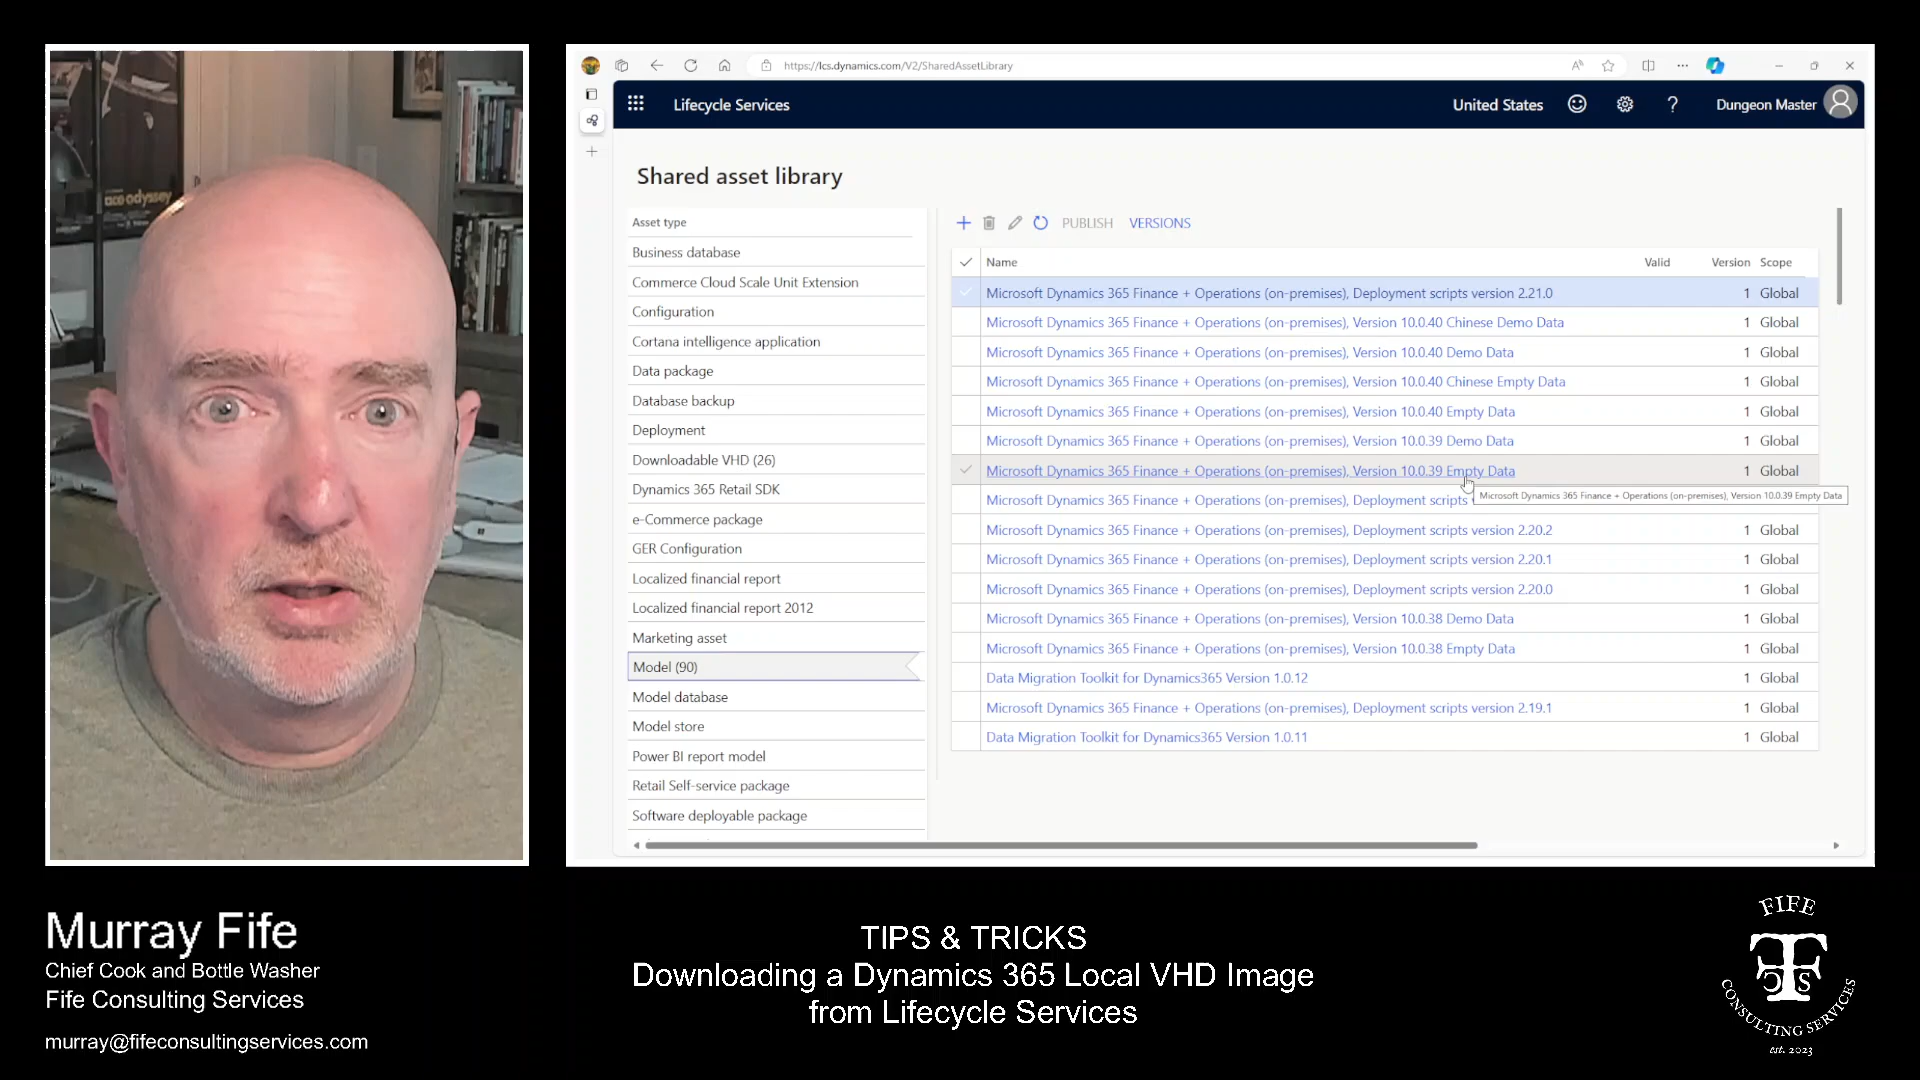 aco odyssey
https://lcs.dynamics.com/V2/SharedAssetLibrary
Lifecycle Services
United States
?
Dungeon Master
Shared asset library
Asset type
Business database
Commerce Cloud Scale Unit Extension
Configuration
Cortana intelligence application
Data package
Database backup
Deployment
Downloadable VHD (26)
Dynamics 365 Retail SDK
e-Commerce package
GER Configuration
Localized financial report
Localized financial report 2012
Marketing asset
Model (90)
Model database
Model store
Power BI report model
Retail Self-service package
Software deployable package
PUBLISH VERSIONS
Name Valid Version Scope
Microsoft Dynamics 365 Finance + Operations (on-premises), Deployment scripts version 2.21.0 1 Global
Microsoft Dynamics 365 Finance + Operations (on-premises), Version 10.0.40 Chinese Demo Data 1 Global
Microsoft Dynamics 365 Finance + Operations (on-premises), Version 10.0.40 Demo Data 1 Global
Microsoft Dynamics 365 Finance + Operations (on-premises), Version 10.0.40 Chinese Empty Data 1 Global
Microsoft Dynamics 365 Finance + Operations (on-premises), Version 10.0.40 Empty Data 1 Global
Microsoft Dynamics 365 Finance + Operations (on-premises), Version 10.0.39 Demo Data 1 Global
Microsoft Dynamics 365 Finance + Operations (on-premises), Version 10.0.39 Empty Data 1 Global
Microsoft Dynamics 365 Finance + Operations (on-premises), Deployment scripts
Microsoft Dynamics 365 Finance + Operations (on-premises), Version 10.0.39 Empty Data
Microsoft Dynamics 365 Finance + Operations (on-premises), Deployment scripts version 2.20.2 1 Global
Microsoft Dynamics 365 Finance + Operations (on-premises), Deployment scripts version 2.20.1 1 Global
Microsoft Dynamics 365 Finance + Operations (on-premises), Deployment scripts version 2.20.0 1 Global
Microsoft Dynamics 365 Finance + Operations (on-premises), Version 10.0.38 Demo Data 1 Global
Microsoft Dynamics 365 Finance + Operations (on-premises), Version 10.0.38 Empty Data 1 Global
Data Migration Toolkit for Dynamics365 Version 1.0.12 1 Global
Microsoft Dynamics 365 Finance + Operations (on-premises), Deployment scripts version 2.19.1 1 Global
Data Migration Toolkit for Dynamics365 Version 1.0.11 1 Global
Murray Fife
Chief Cook and Bottle Washer
Fife Consulting Services
murray@fifeconsultingservices.com
TIPS & TRICKS
Downloading a Dynamics 365 Local VHD Image
from Lifecycle Services
FIFE
CONSULTING SERVICES
est. 2023